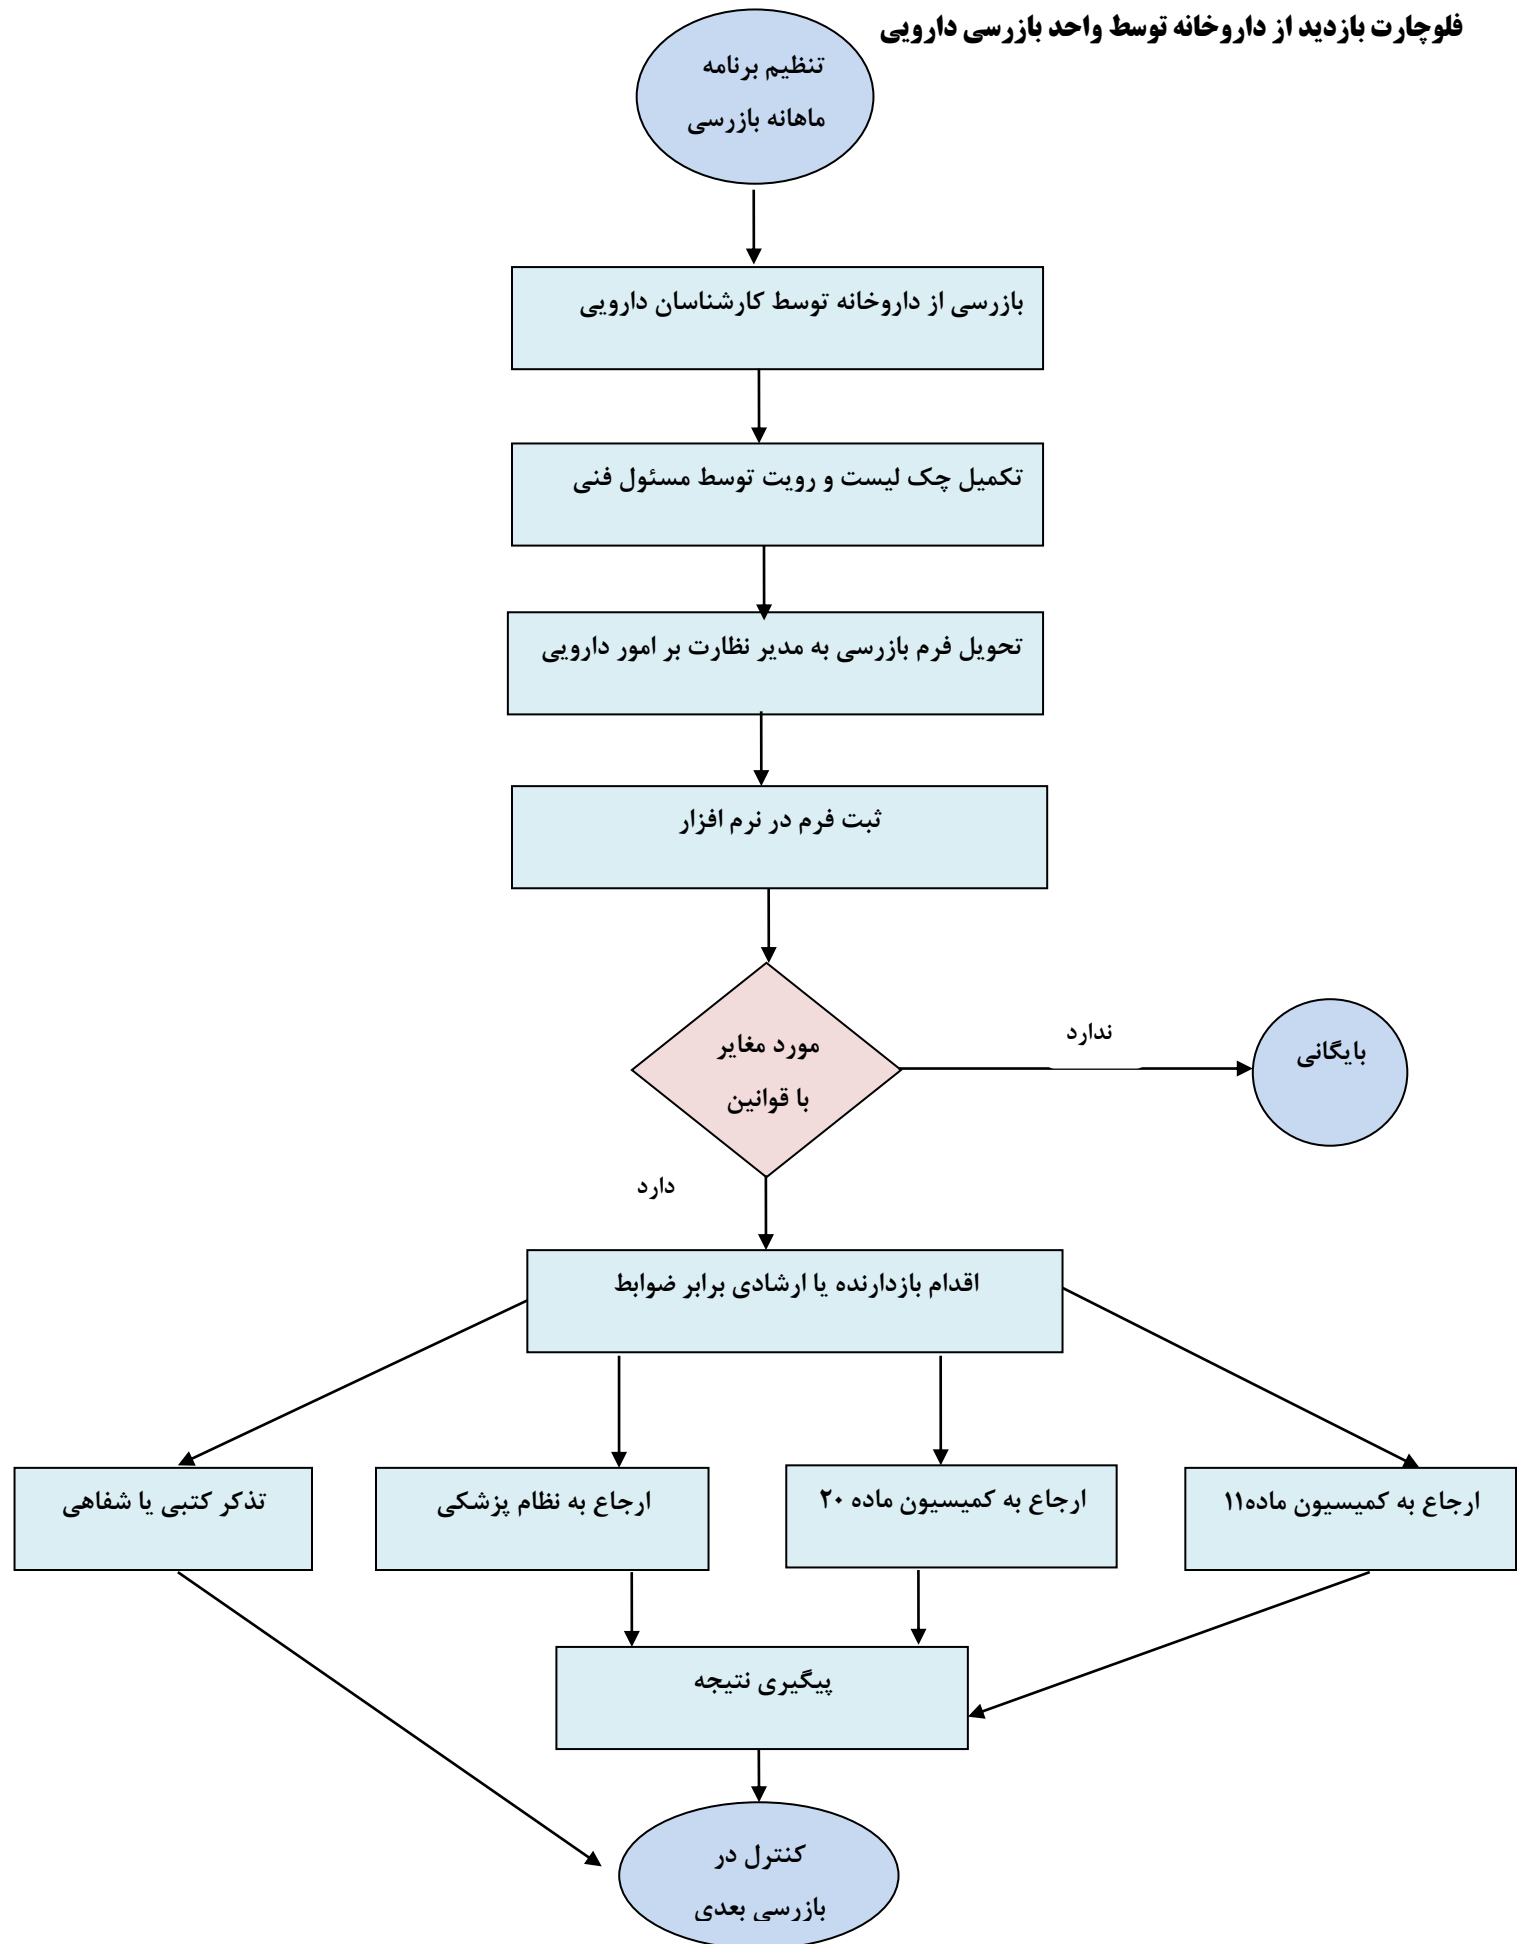 فلوچارت بازدید از داروخانه توسط واحد بازرسی دارویی
تنظیم برنامه
ماهانه بازرسی
بازرسی از داروخانه توسط کارشناسان دارویی
تکمیل چک لیست و رویت توسط مسئول فنی
تحویل فرم بازرسی به مدیر نظارت بر امور دارویی
ثبت فرم در نرم افزار
مورد مغایر
با قوانین
ندارد
بایگانی
دارد
اقدام بازدارنده یا ارشادی برابر ضوابط
ارجاع به کمیسیون ماده۱۱
ارجاع به کمیسیون ماده ۲۰
ارجاع به نظام پزشکی
تذکر کتبی یا شفاهی
پیگیری نتیجه
کنترل در
بازرسی بعدی